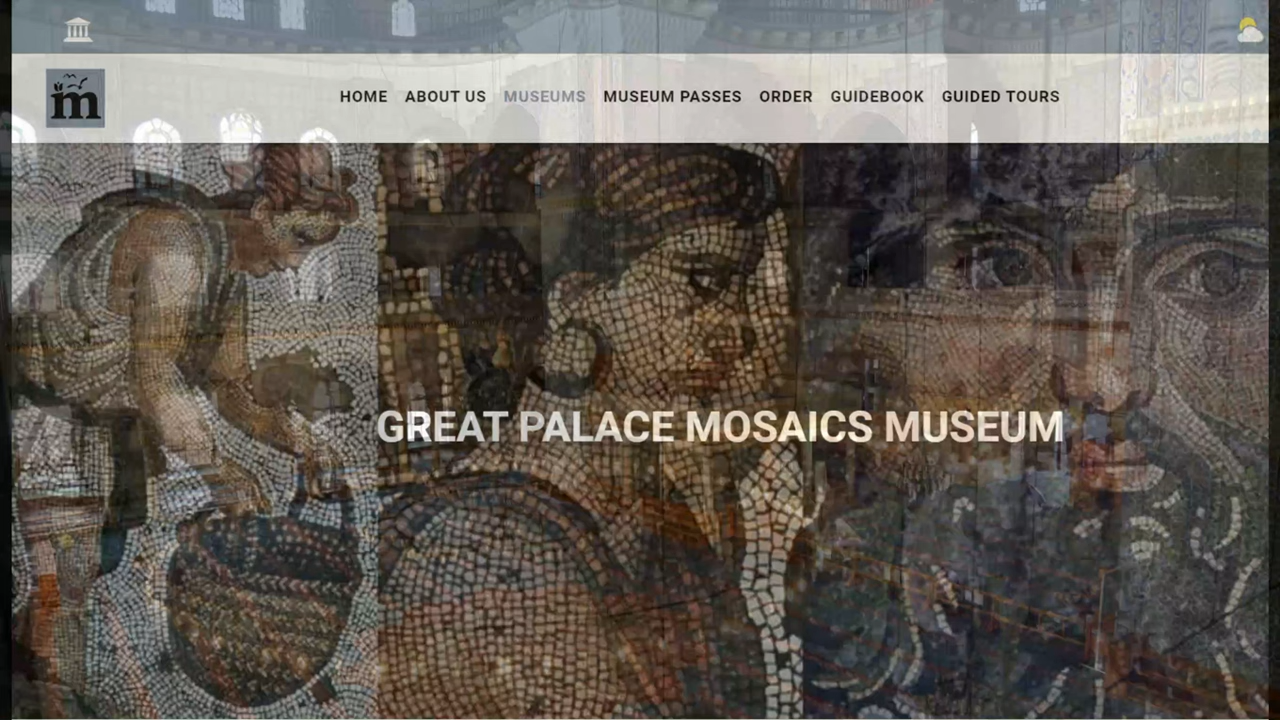 m
HOME ABOUT US MUSEUMS MUSEUM PASSES ORDER GUIDEBOOK GUIDED TOURS
GREAT PALACE MOSAICS MUSEUM